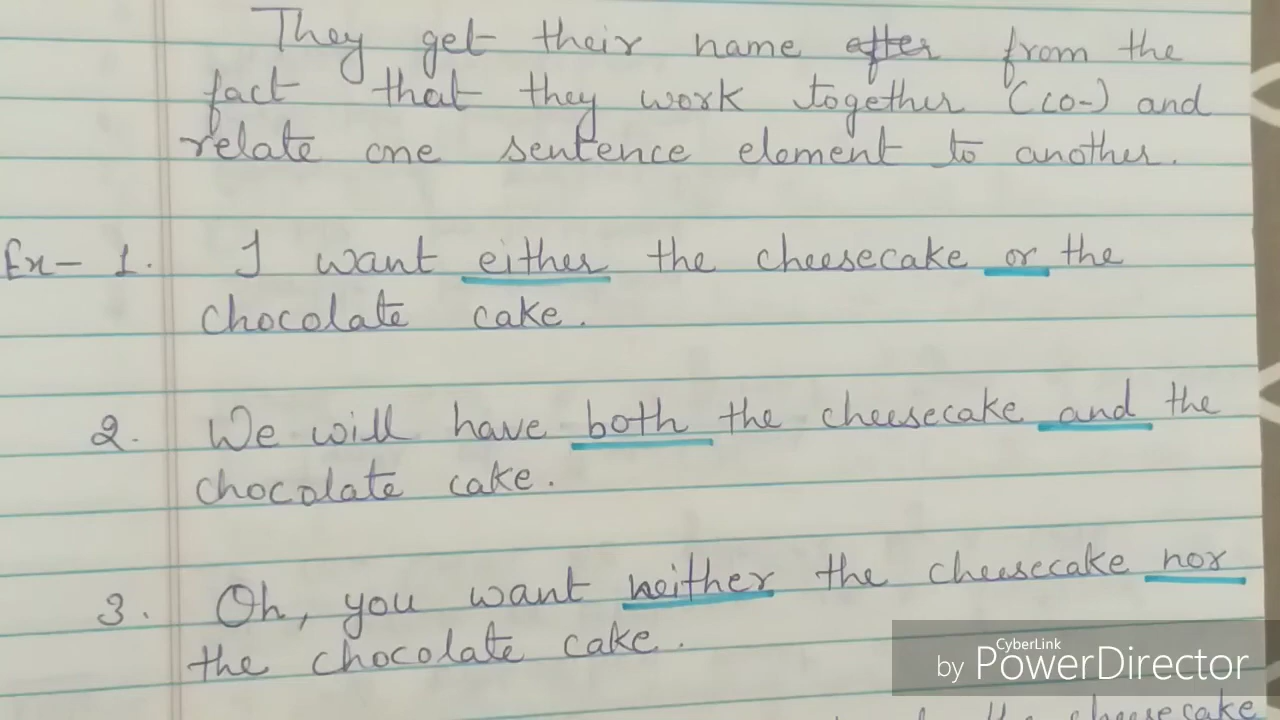 They get their name after from the
fact that they work together (co-) and
relate one sentence element to another.
Ex- 1. I want either the cheesecake or the
chocolate cake.
2. We will have both the cheesecake and the
chocolate cake.
3. Oh, you want neither the cheesecake nor
the chocolate cake.
CyberLink
by PowerDirector
the cheesecake